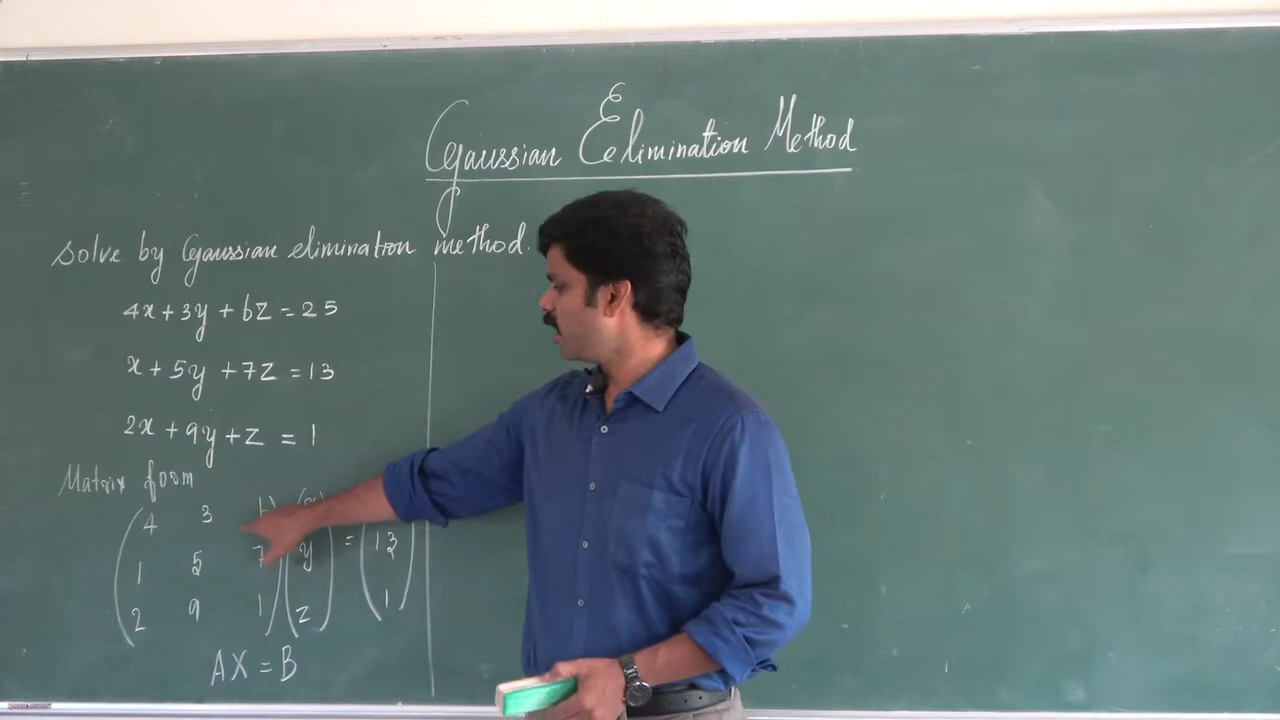 Gaussian Elimination Method
Solve by Gaussian elimination method.
4x + 3y + 6z = 25
x + 5y + 7z = 13
2x + 9y + z = 1
Matrix form
4 3
1 5 7 y = 13
2 9 1 z 1
AX = B